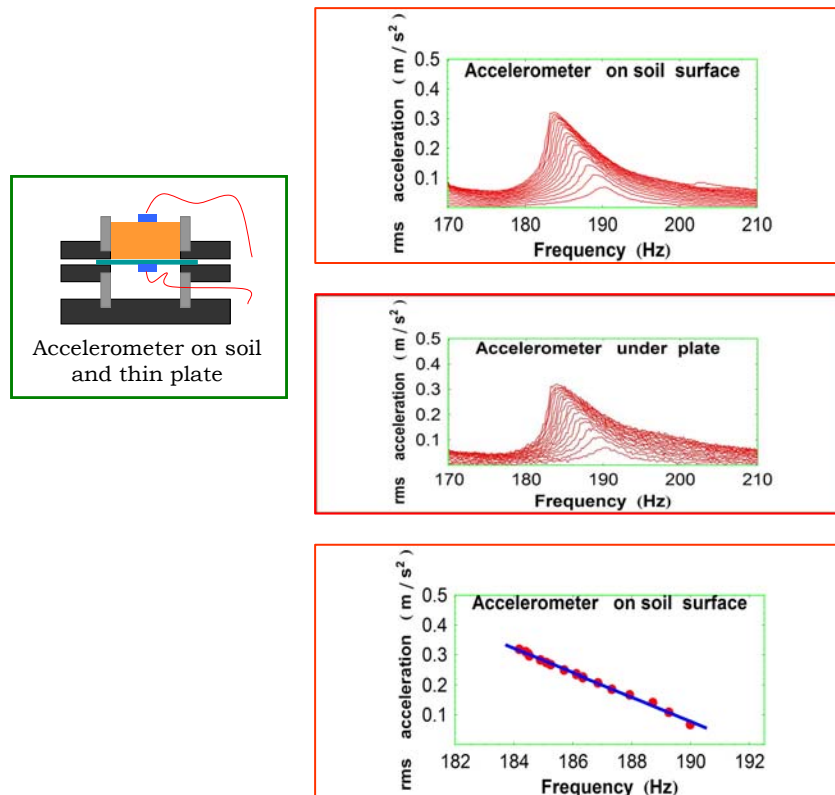 Accelerometer on soil
and thin plate
rms acceleration ( m / s² )
0.5
0.4
0.3
0.2
0.1
Accelerometer on soil surface
170 180 190 200 210
Frequency (Hz)
rms acceleration ( m / s² )
0.5
0.4
0.3
0.2
0.1
Accelerometer under plate
170 180 190 200 210
Frequency (Hz)
rms acceleration ( m / s² )
0.5
0.4
0.3
0.2
0.1
Accelerometer on soil surface
182 184 186 188 190 192
Frequency (Hz)